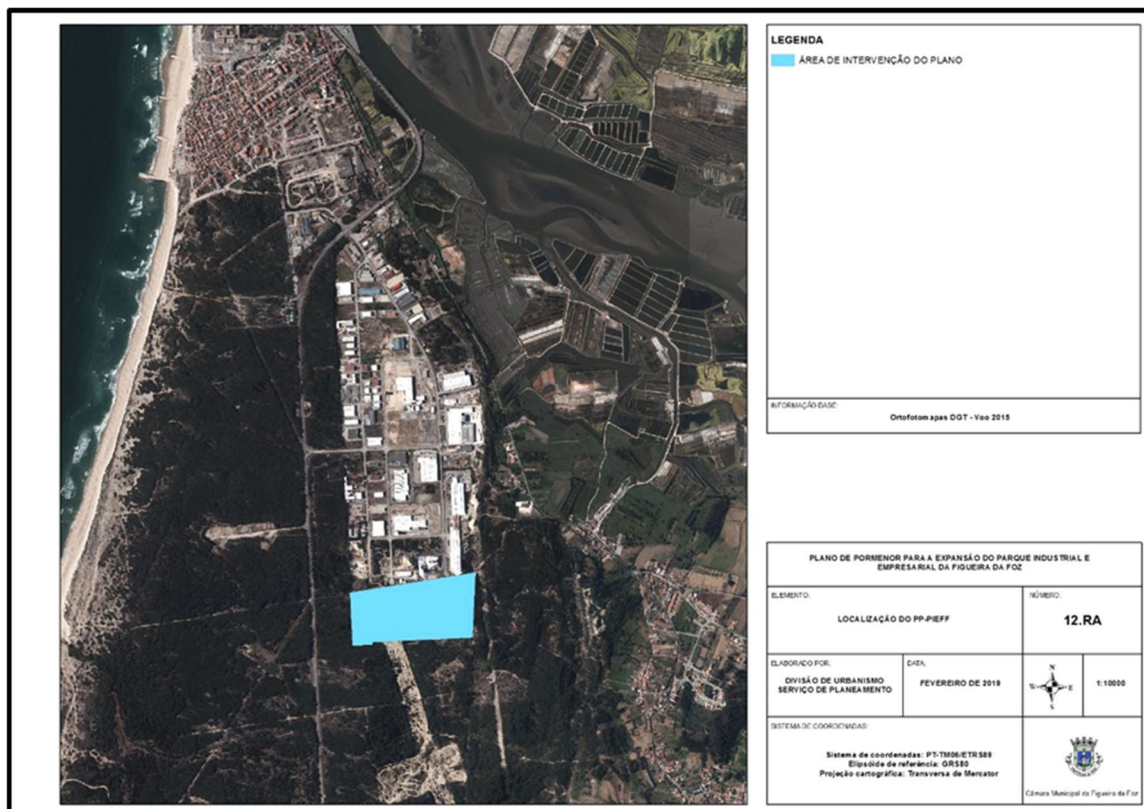 LEGENDA
ÁREA DE INTERVENÇÃO DO PLANO
INFORMAÇÃO BASE:
Ortofotomapas DGT - Voo 2015
PLANO DE PORMENOR PARA A EXPANSÃO DO PARQUE INDUSTRIAL E
EMPRESARIAL DA FIGUEIRA DA FOZ
ELEMENTO:
LOCALIZAÇÃO DO PP-PIEFF
NÚMERO:
12.RA
ELABORADO POR:
DIVISÃO DE URBANISMO
SERVIÇO DE PLANEAMENTO
DATA:
FEVEREIRO DE 2019
N
W
E
S
1:10000
SISTEMA DE COORDENADAS:
Sistema de coordenadas: PT-TM06/ETRS89
Elipsóide de referência: GRS80
Projeção cartográfica: Transversa de Mercator
Câmara Municipal da Figueira da Foz